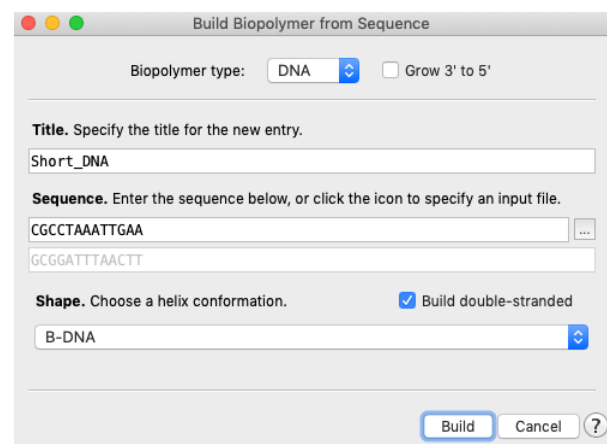 Build Biopolymer from Sequence
Biopolymer type: DNA Grow 3' to 5'
Title. Specify the title for the new entry.
Short_DNA
Sequence. Enter the sequence below, or click the icon to specify an input file.
CGCCTAAATTGAA ...
GCGGATTTAACTT
Shape. Choose a helix conformation. Build double-stranded
B-DNA
Build Cancel ?